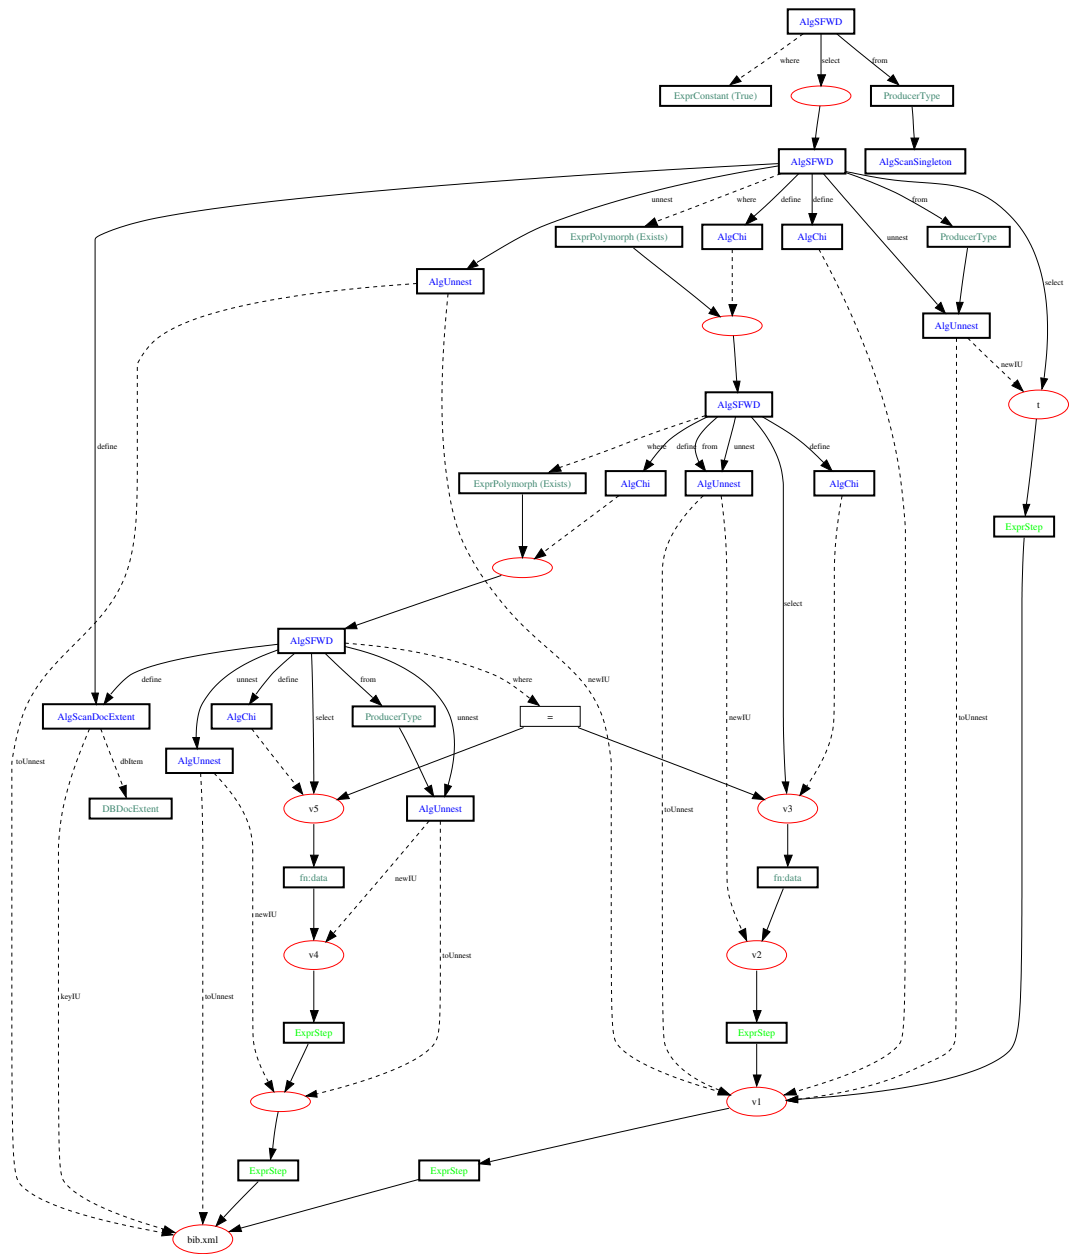 AlgSFWD
where
select
from
ExprConstant (True)
ProducerType
AlgSFWD
AlgScanSingleton
unnest
where
define
define
from
ExprPolymorph (Exists)
AlgChi
AlgChi
unnest
ProducerType
AlgUnnest
select
AlgUnnest
newIU
AlgSFWD
t
define
where
define
from
unnest
define
ExprPolymorph (Exists)
AlgChi
AlgUnnest
AlgChi
ExprStep
select
AlgSFWD
define
unnest
define
from
where
newIU
AlgScanDocExtent
AlgChi
select
ProducerType
unnest
=
toUnnest
toUnnest
dbItem
AlgUnnest
newIU
DBDocExtent
v5
AlgUnnest
toUnnest
v3
fn:data
newIU
fn:data
newIU
v4
toUnnest
v2
keyIU
toUnnest
ExprStep
ExprStep
v1
ExprStep
ExprStep
bib.xml